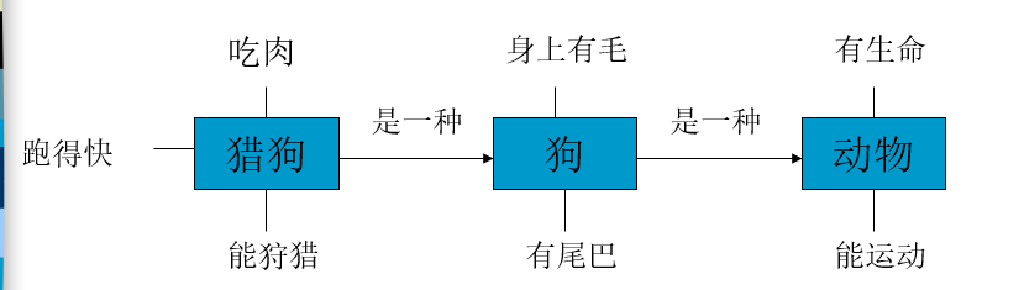 吃肉
身上有毛
有生命
是一种
是一种
跑得快
猎狗
狗
动物
能狩猎
有尾巴
能运动